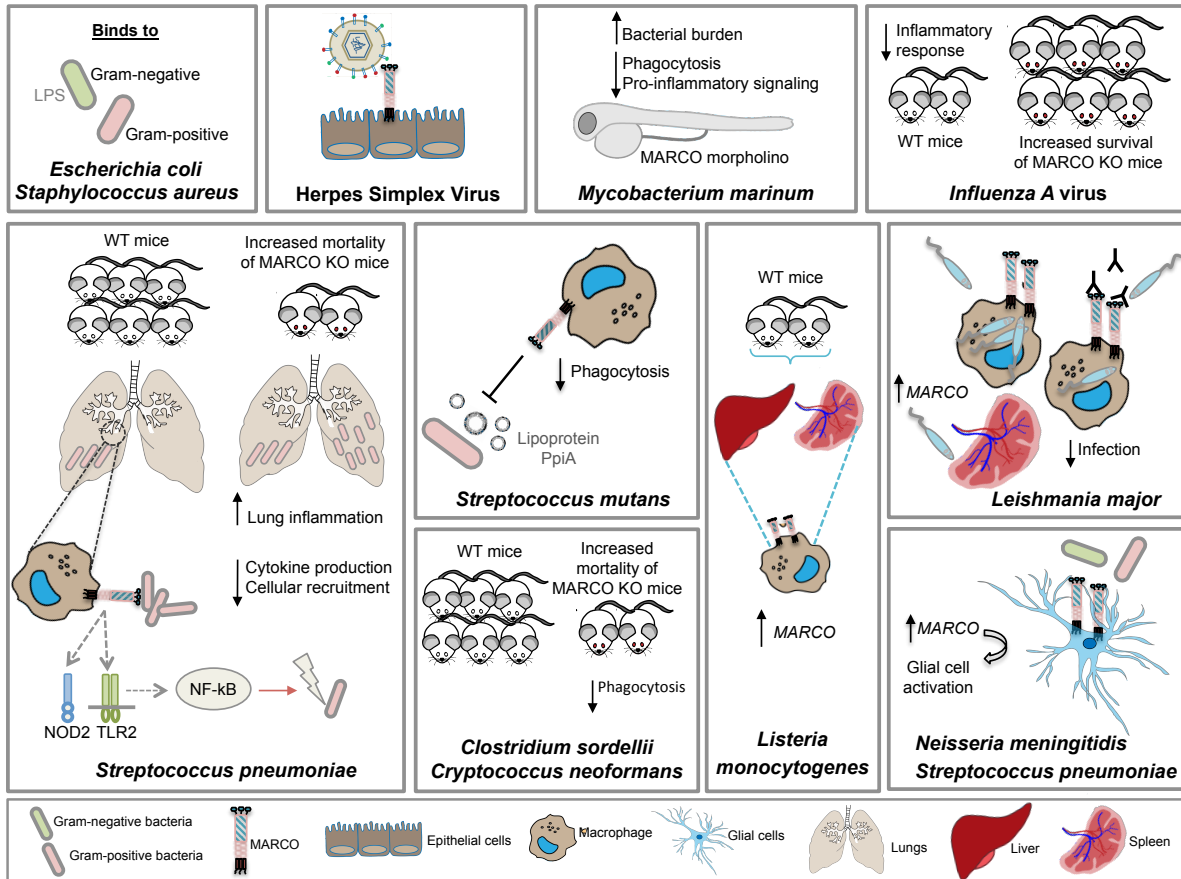 Binds to
LPS
Gram-negative
Gram-positive
Escherichia coli
Staphylococcus aureus
Herpes Simplex Virus
Bacterial burden
Phagocytosis
Pro-inflammatory signaling
MARCO morpholino
Mycobacterium marinum
Inflammatory
response
WT mice
Increased survival
of MARCO KO mice
Influenza A virus
WT mice
Increased mortality
of MARCO KO mice
Lung inflammation
Cytokine production
Cellular recruitment
NF-kB
NOD2
TLR2
Streptococcus pneumoniae
Phagocytosis
Lipoprotein
PpiA
Streptococcus mutans
WT mice
Increased
mortality of
MARCO KO mice
Phagocytosis
Clostridium sordellii
Cryptococcus neoformans
WT mice
MARCO
Listeria
monocytogenes
MARCO
Infection
Leishmania major
MARCO
Glial cell
activation
Neisseria meningitidis
Streptococcus pneumoniae
Gram-negative bacteria
Gram-positive bacteria
MARCO
Epithelial cells
Macrophage
Glial cells
Lungs
Liver
Spleen